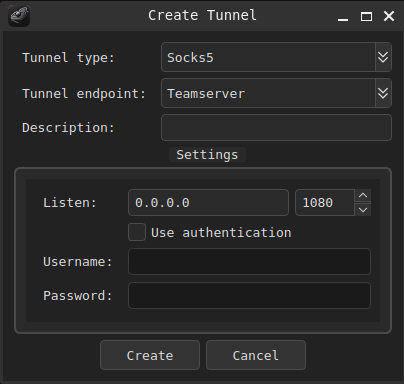 Create Tunnel
Tunnel type: Socks5
Tunnel endpoint: Teamserver
Description:
Settings
Listen: 0.0.0.0 1080
Use authentication
Username:
Password:
Create Cancel